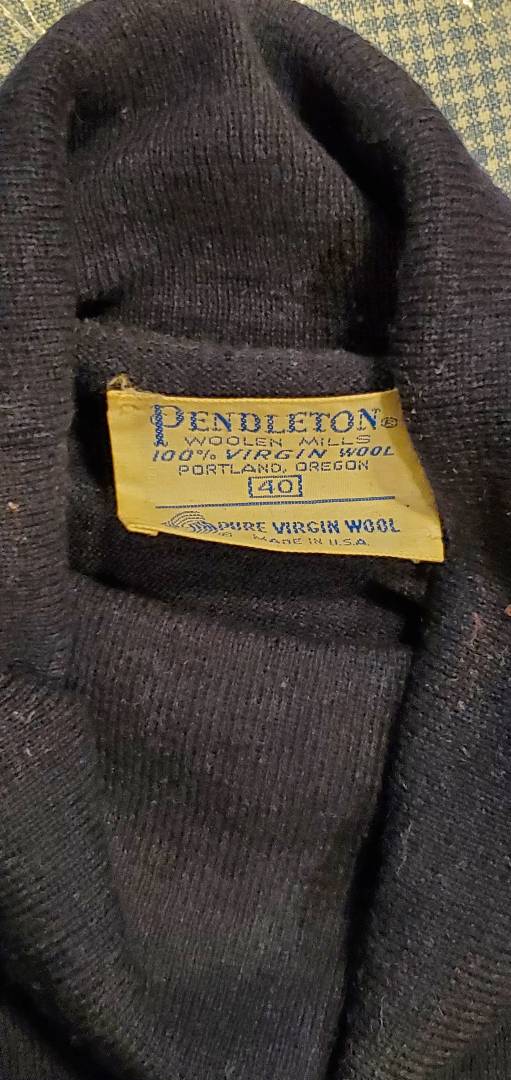 PENDLETON®
WOOLEN MILLS
100% VIRGIN WOOL
PORTLAND, OREGON
40
PURE VIRGIN WOOL
MADE IN U.S.A.